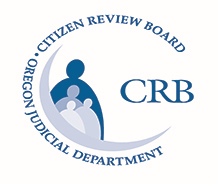 CITIZEN REVIEW BOARD
• OREGON JUDICIAL DEPARTMENT
CRB